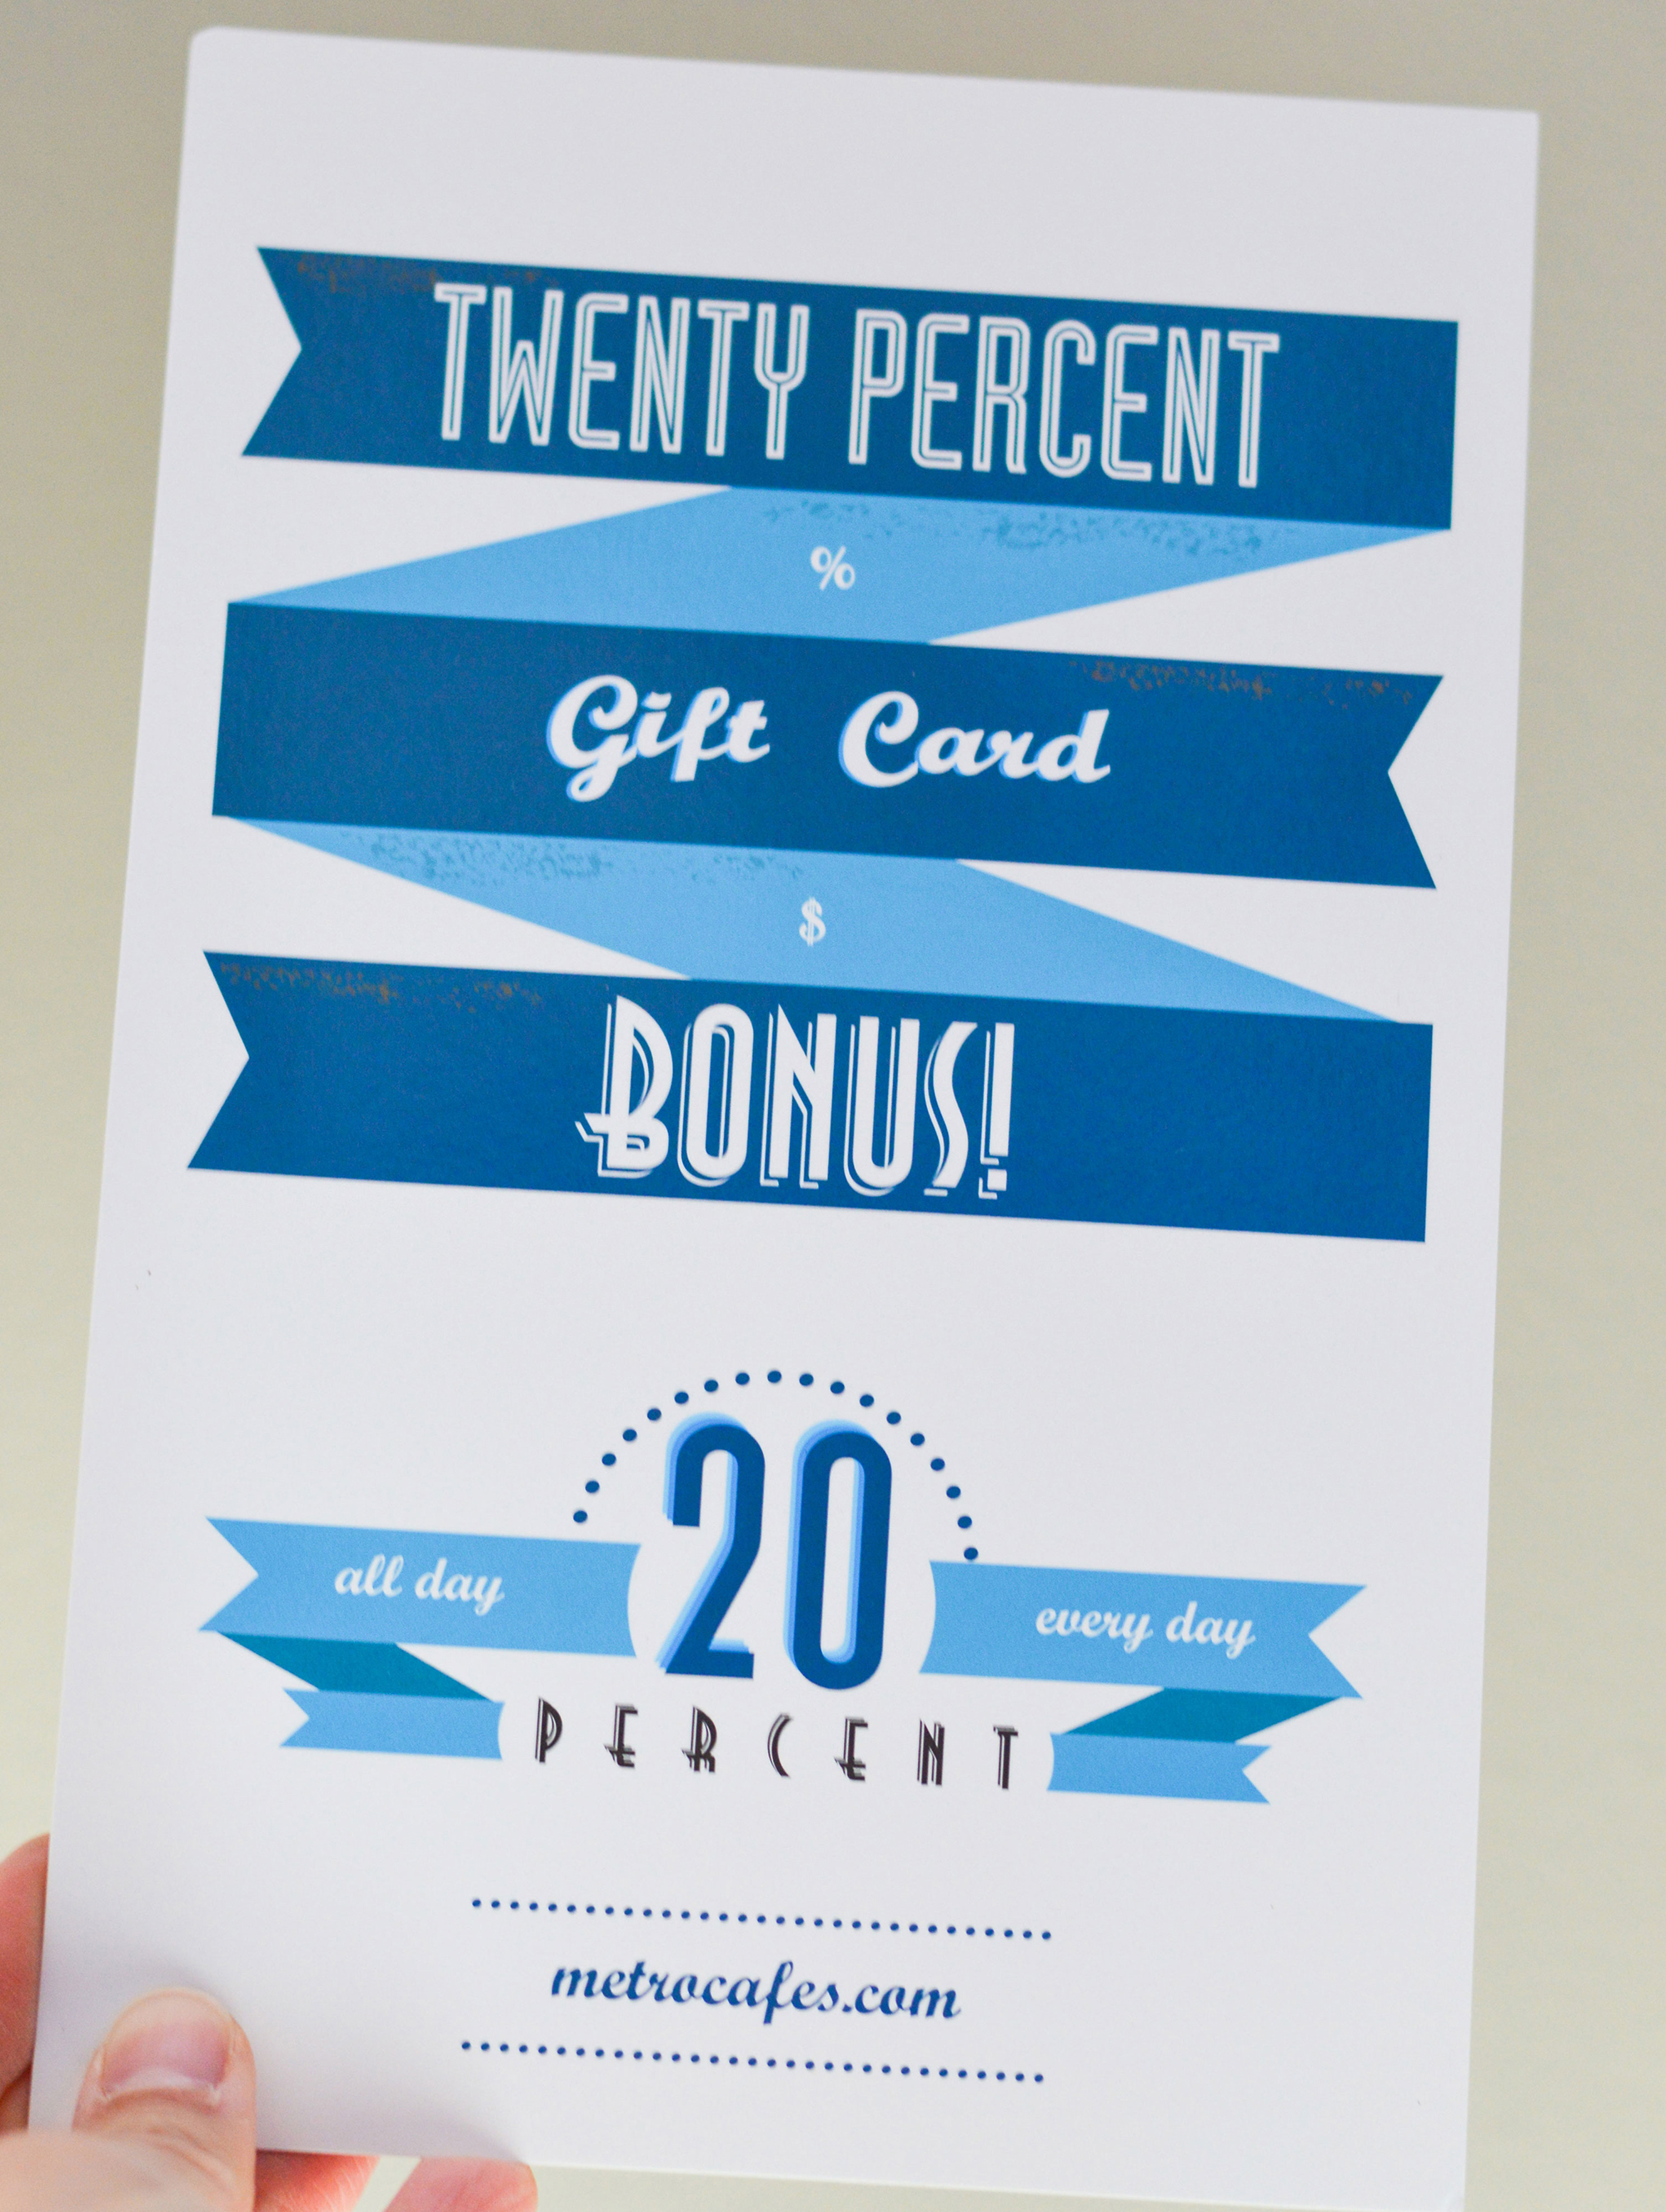 TWENTY PERCENT
%
Gift Card
$
BONUS!
20
all day every day
PERCENT
metrocafes.com